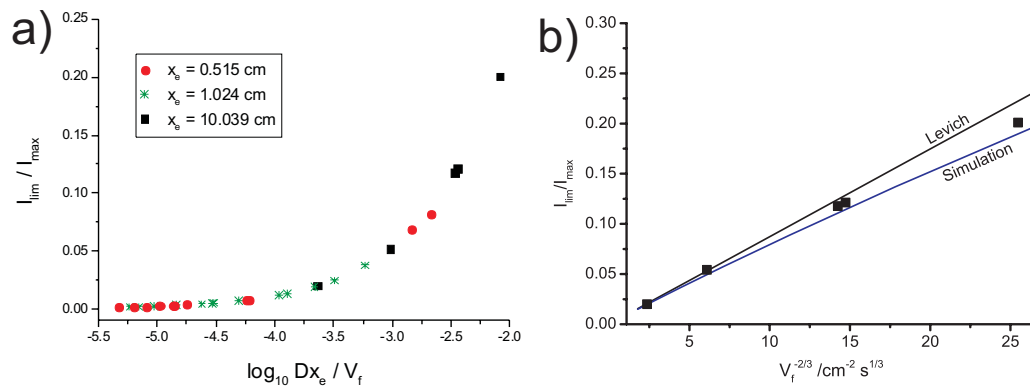 a)
0.25
0.20
0.15
0.10
0.05
0.00
I_lim / I_max
x_e = 0.515 cm
x_e = 1.024 cm
x_e = 10.039 cm
-5.5 -5.0 -4.5 -4.0 -3.5 -3.0 -2.5 -2.0
log_10 Dx_e / V_f
b)
0.30
0.25
0.20
0.15
0.10
0.05
0.00
I_lim/I_max
Levich
Simulation
5 10 15 20 25
V_f^-2/3 /cm^-2 s^1/3